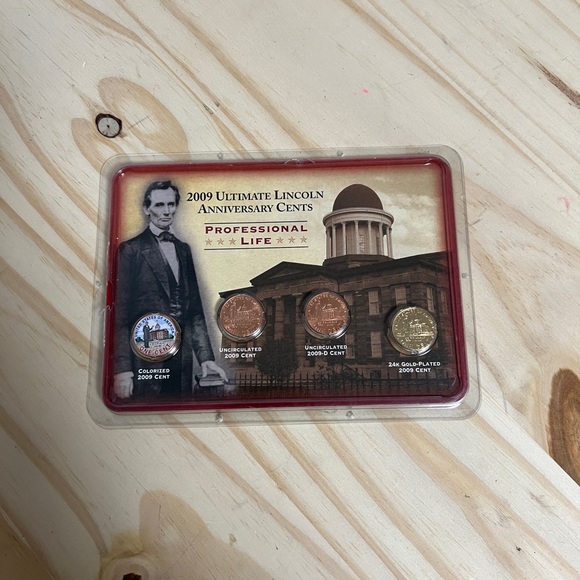 2009 Ultimate Lincoln
Anniversary Cents
Professional
★★★ Life ★★★
Colorized
2009 Cent
Uncirculated
2009 Cent
Uncirculated
2009-D Cent
24k Gold-Plated
2009 Cent